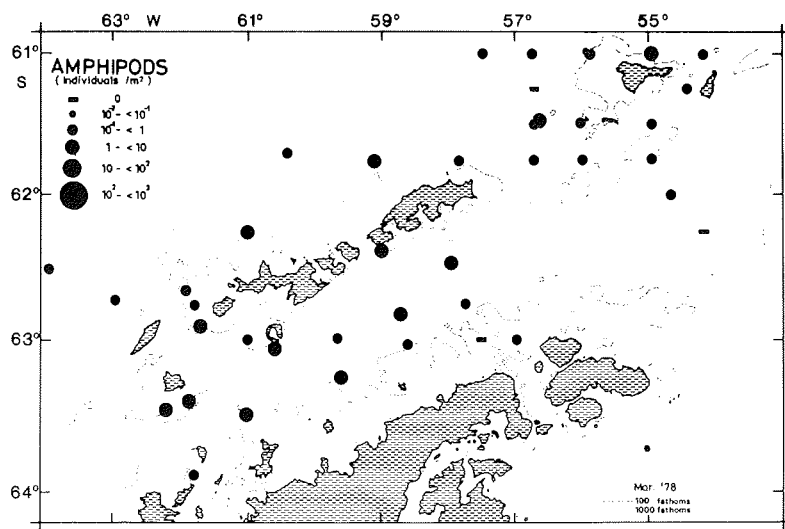 63° W 61° 59° 57° 55°
61°
S
AMPHIPODS
(Individuals /m²)
0
10⁻² - < 10⁻¹
10⁻¹ - < 1
1 - < 10
10 - < 10²
10² - < 10³
62°
63°
64°
Mar. '78
100 fathoms
1000 fathoms